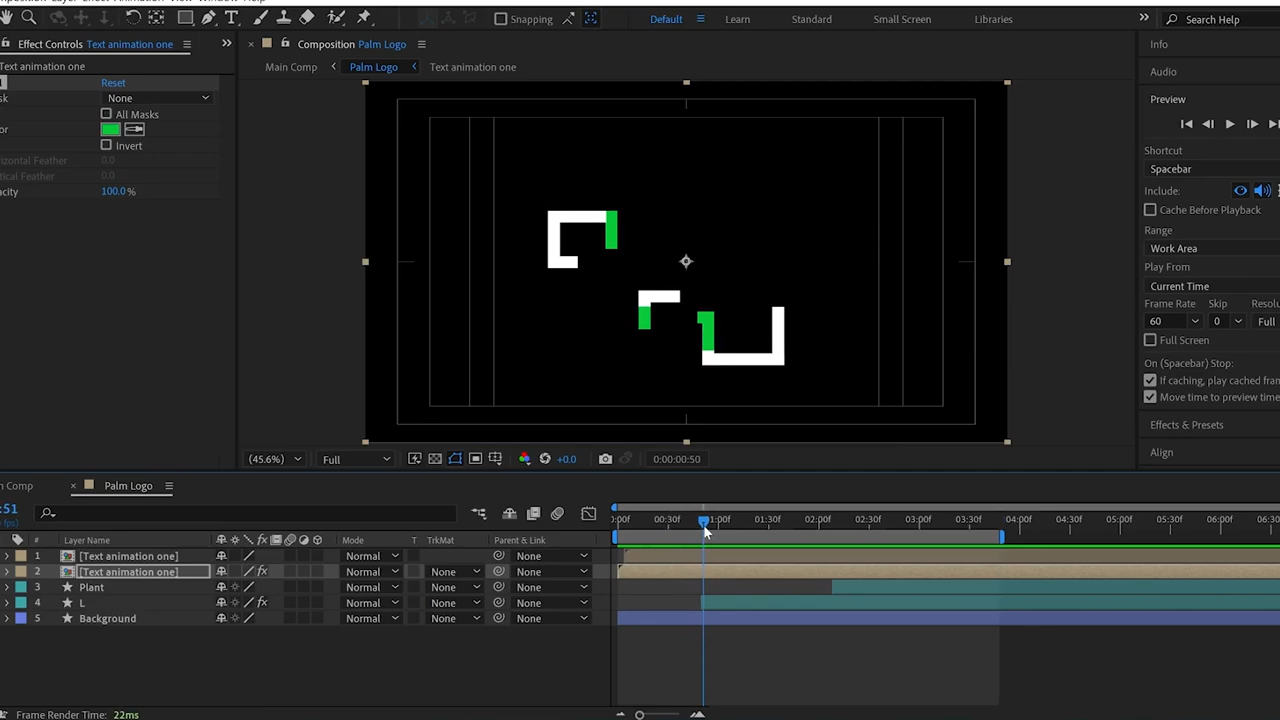 Snapping
Default
Learn
Standard
Small Screen
Libraries
Search Help
Effect Controls Text animation one
Composition Palm Logo
Info
Text animation one
Main Comp
Palm Logo
Text animation one
Reset
Audio
None
Preview
All Masks
Invert
0.0
0.0
100.0 %
Shortcut
Spacebar
Include:
Cache Before Playback
Range
Work Area
Play From
Current Time
Frame Rate
Skip
60
0
Full
Full Screen
On (Spacebar) Stop:
If caching, play cached
Move time to preview time
Effects & Presets
Align
(45.6%)
Full
+0.0
0:00:00:50
Palm Logo
00:30f
01:00f
01:30f
02:00f
02:30f
03:00f
03:30f
04:00f
04:30f
05:00f
05:30f
06:00f
Layer Name
Mode
T
TrkMat
Parent & Link
1
[Text animation one]
Normal
None
2
[Text animation one]
Normal
None
None
3
Plant
Normal
None
None
4
L
Normal
None
None
5
Background
Normal
None
None
Frame Render Time: 22ms